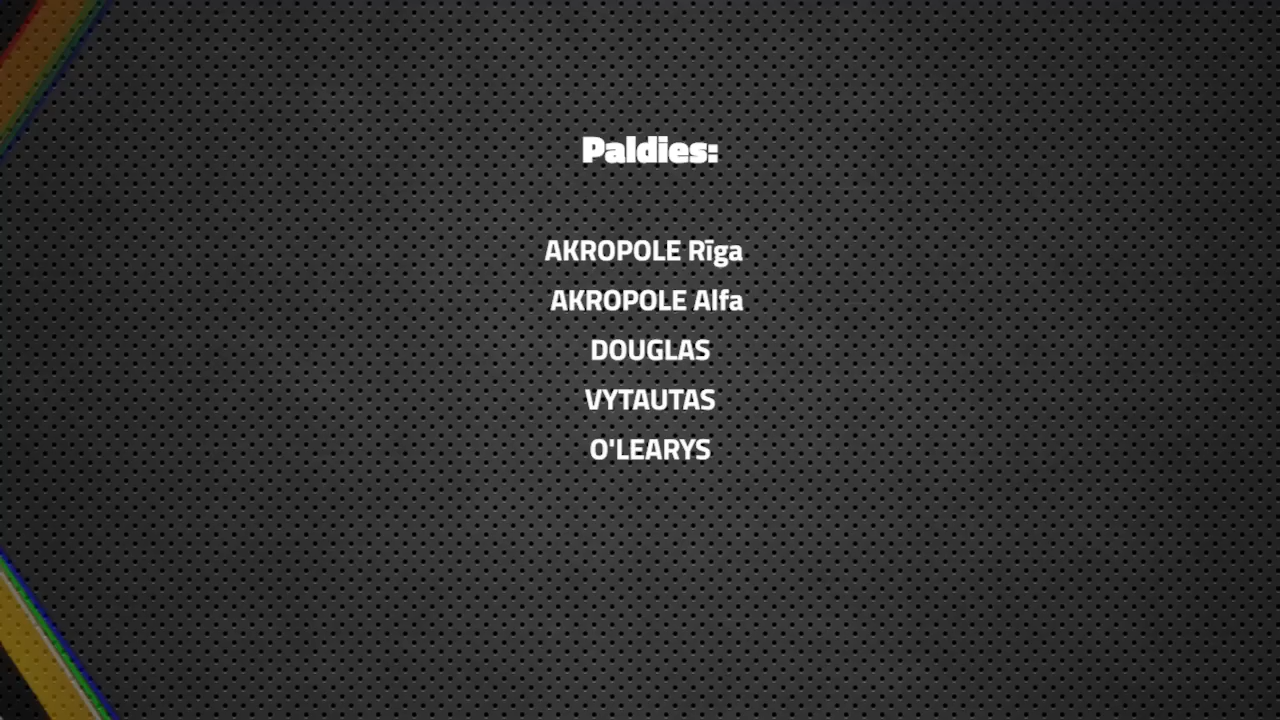 Paldies:
AKROPOLE Rīga
AKROPOLE Alfa
DOUGLAS
VYTAUTAS
O'LEARYS